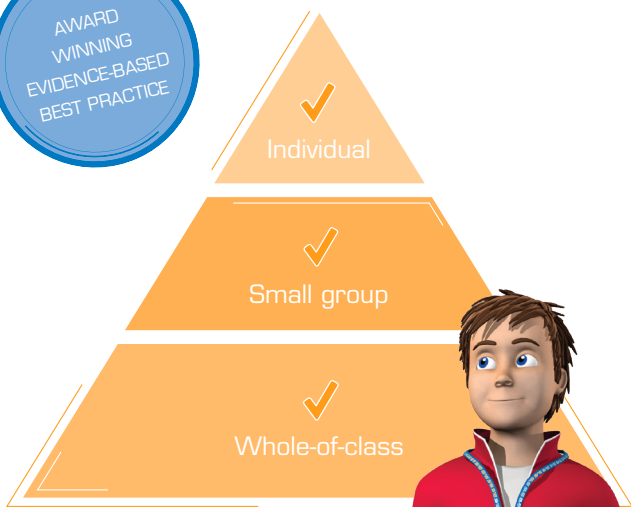 AWARD
WINNING
EVIDENCE-BASED
BEST PRACTICE
Individual
Small group
Whole-of-class